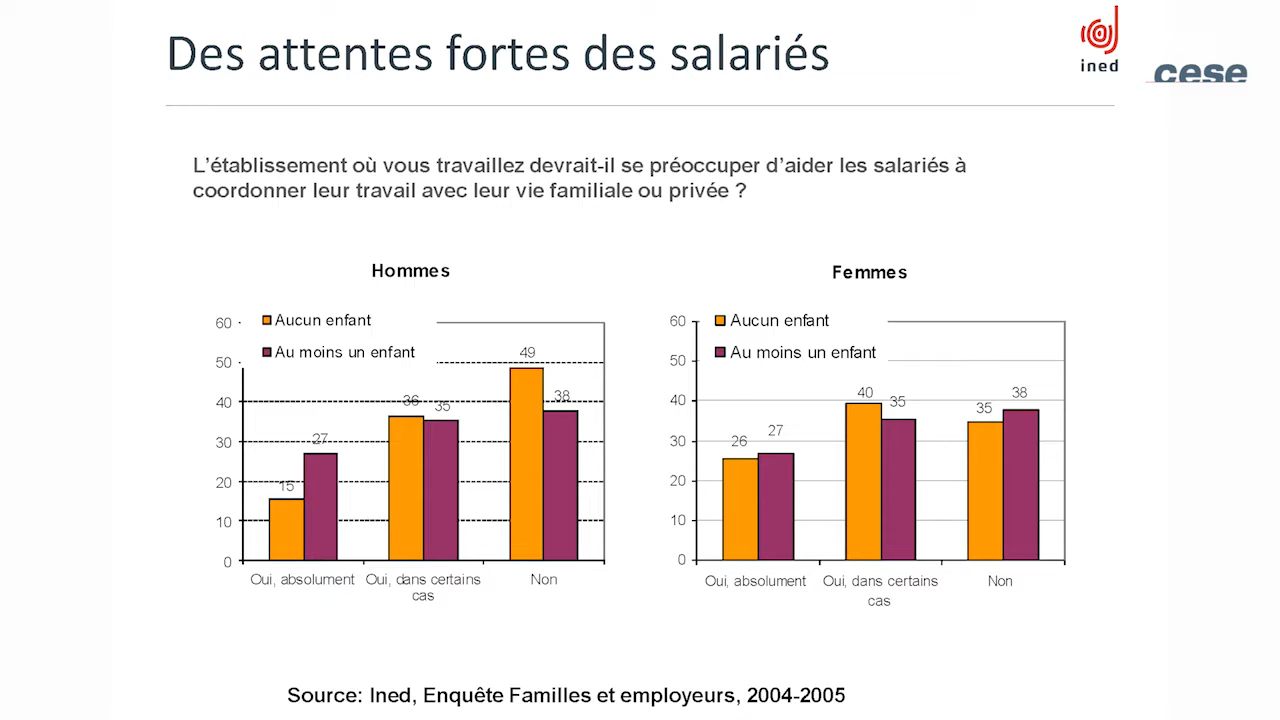 Des attentes fortes des salariés
ined
cese
L'établissement où vous travaillez devrait-il se préoccuper d'aider les salariés à
coordonner leur travail avec leur vie familiale ou privée ?
Hommes
60
50
40
30
20
10
0
Aucun enfant
Au moins un enfant
15
27
36
35
49
38
Oui, absolument
Oui, dans certains
cas
Non
Femmes
60
50
40
30
20
10
0
Aucun enfant
Au moins un enfant
26
27
40
35
35
38
Oui, absolument
Oui, dans certains
cas
Non
Source: Ined, Enquête Familles et employeurs, 2004-2005